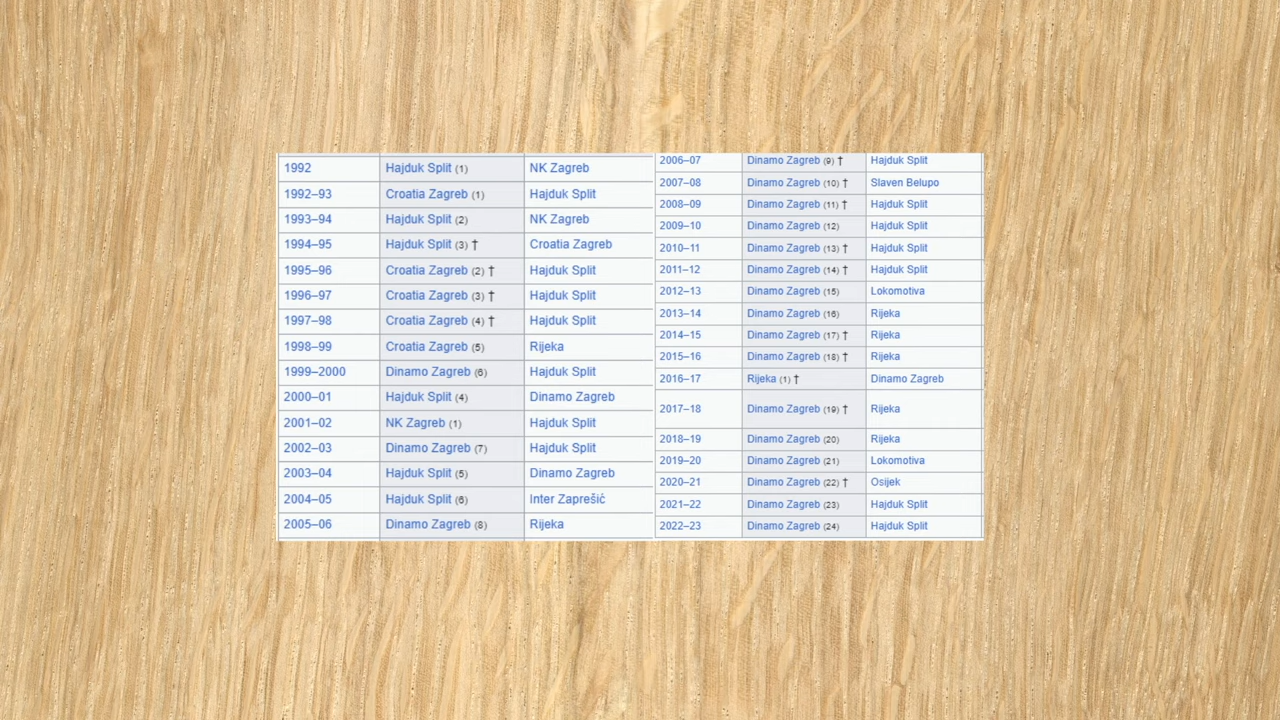 1992 Hajduk Split (1) NK Zagreb
1992–93 Croatia Zagreb (1) Hajduk Split
1993–94 Hajduk Split (2) NK Zagreb
1994–95 Hajduk Split (3) † Croatia Zagreb
1995–96 Croatia Zagreb (2) † Hajduk Split
1996–97 Croatia Zagreb (3) † Hajduk Split
1997–98 Croatia Zagreb (4) † Hajduk Split
1998–99 Croatia Zagreb (5) Rijeka
1999–2000 Dinamo Zagreb (6) Hajduk Split
2000–01 Hajduk Split (4) Dinamo Zagreb
2001–02 NK Zagreb (1) Hajduk Split
2002–03 Dinamo Zagreb (7) Hajduk Split
2003–04 Hajduk Split (5) Dinamo Zagreb
2004–05 Hajduk Split (6) Inter Zaprešić
2005–06 Dinamo Zagreb (8) Rijeka
2006–07 Dinamo Zagreb (9) † Hajduk Split
2007–08 Dinamo Zagreb (10) † Slaven Belupo
2008–09 Dinamo Zagreb (11) † Hajduk Split
2009–10 Dinamo Zagreb (12) Hajduk Split
2010–11 Dinamo Zagreb (13) † Hajduk Split
2011–12 Dinamo Zagreb (14) † Hajduk Split
2012–13 Dinamo Zagreb (15) Lokomotiva
2013–14 Dinamo Zagreb (16) Rijeka
2014–15 Dinamo Zagreb (17) † Rijeka
2015–16 Dinamo Zagreb (18) † Rijeka
2016–17 Rijeka (1) † Dinamo Zagreb
2017–18 Dinamo Zagreb (19) † Rijeka
2018–19 Dinamo Zagreb (20) Rijeka
2019–20 Dinamo Zagreb (21) Lokomotiva
2020–21 Dinamo Zagreb (22) † Osijek
2021–22 Dinamo Zagreb (23) Hajduk Split
2022–23 Dinamo Zagreb (24) Hajduk Split